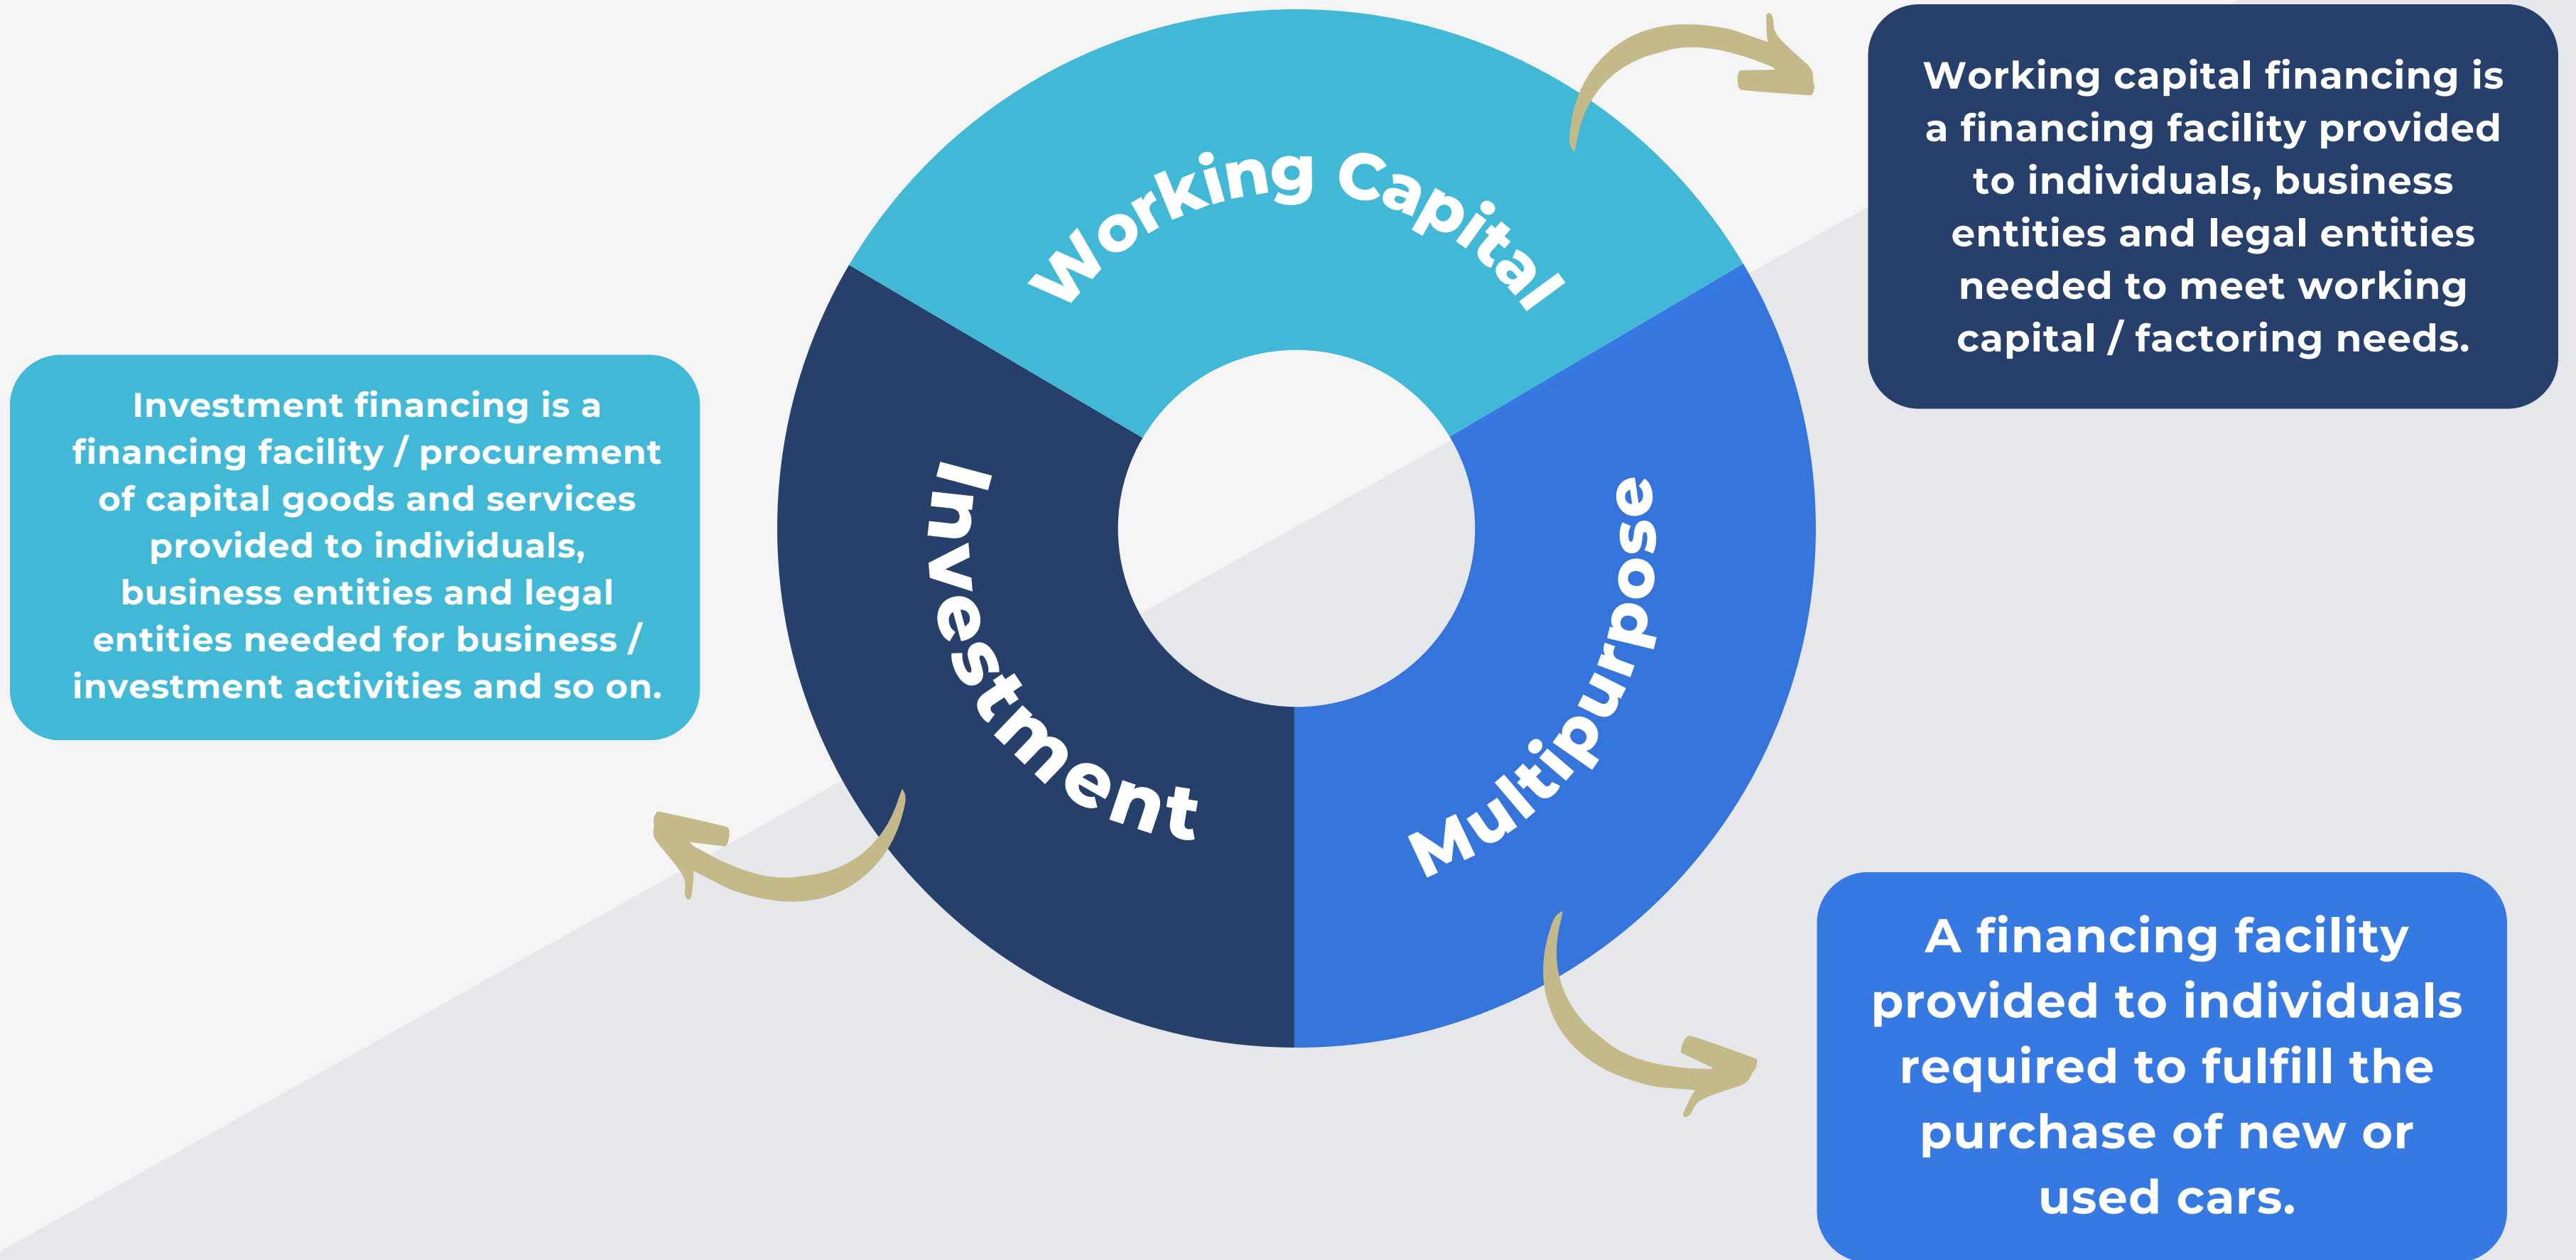 Working Capital
Working capital financing is
a financing facility provided
to individuals, business
entities and legal entities
needed to meet working
capital / factoring needs.
Investment
Investment financing is a
financing facility / procurement
of capital goods and services
provided to individuals,
business entities and legal
entities needed for business /
investment activities and so on.
Multipurpose
A financing facility
provided to individuals
required to fulfill the
purchase of new or
used cars.